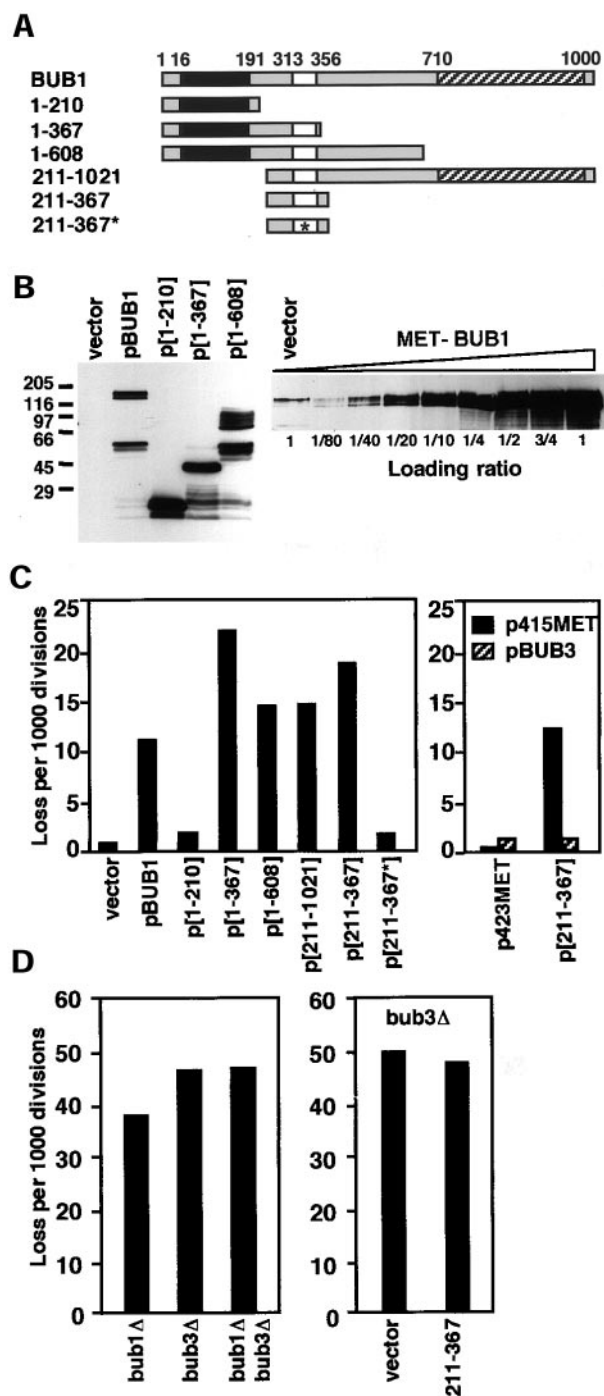 A
1 16 191 313 356 710 1000
BUB1
1-210
1-367
1-608
211-1021
211-367
211-367*
*
B
vector
pBUB1
p[1-210]
p[1-367]
p[1-608]
205
116
97
66
45
29
vector
MET- BUB1
1 1/80 1/40 1/20 1/10 1/4 1/2 3/4 1
Loading ratio
C
Loss per 1000 divisions
25
20
15
10
5
0
vector
pBUB1
p[1-210]
p[1-367]
p[1-608]
p[211-1021]
p[211-367]
p[211-367*]
25
20
15
10
5
0
p415MET
pBUB3
p423MET
p[211-367]
D
Loss per 1000 divisions
60
50
40
30
20
10
0
bub1Δ
bub3Δ
bub1Δ
bub3Δ
60
50
40
30
20
10
0
bub3Δ
vector
211-367